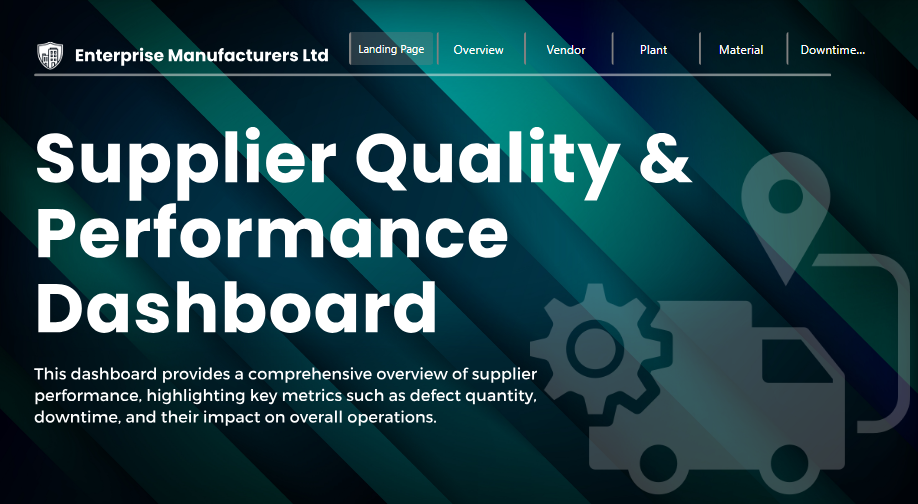 Enterprise Manufacturers Ltd
Landing Page
Overview
Vendor
Plant
Material
Downtime...
Supplier Quality &
Performance
Dashboard
This dashboard provides a comprehensive overview of supplier
performance, highlighting key metrics such as defect quantity,
downtime, and their impact on overall operations.